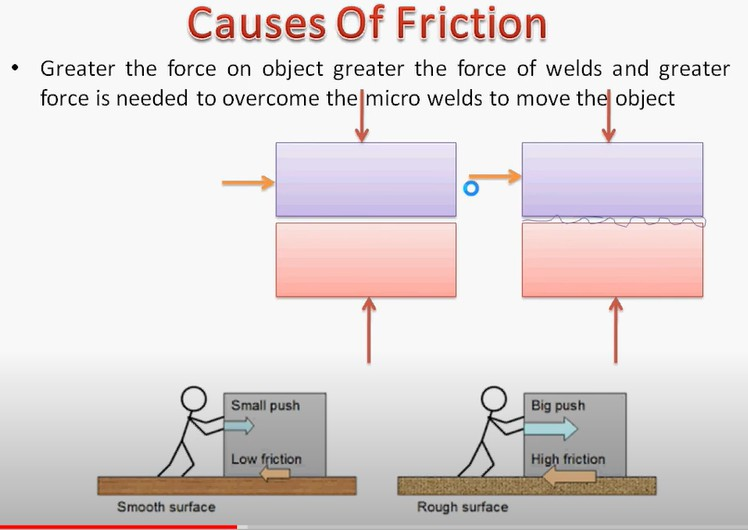 Causes Of Friction
• Greater the force on object greater the force of welds and greater
force is needed to overcome the micro welds to move the object
Small push
Low friction
Smooth surface
Big push
High friction
Rough surface